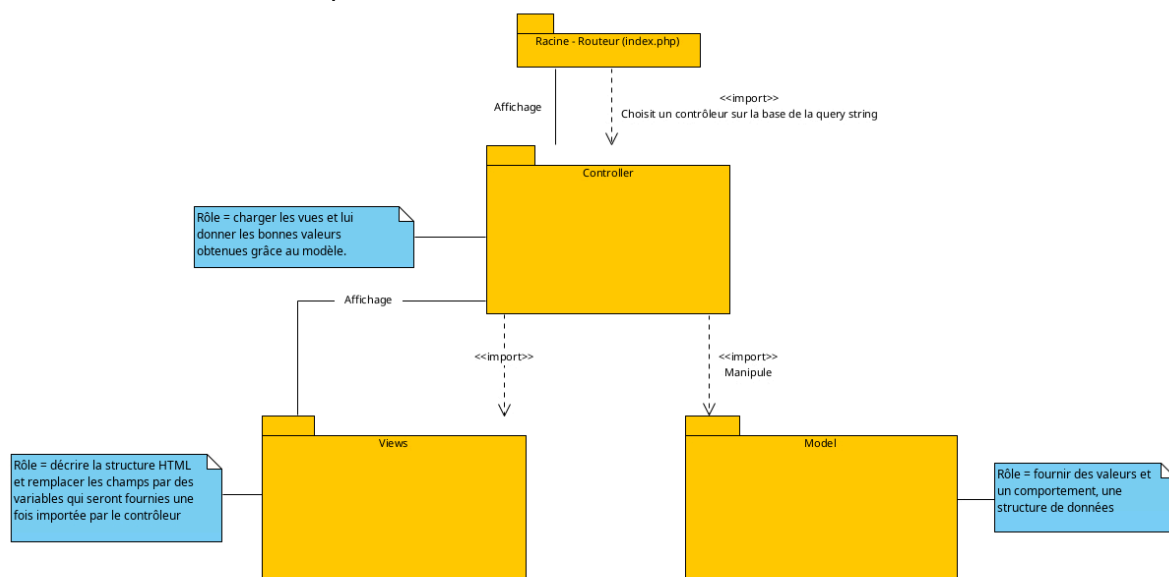 Racine - Routeur (index.php)
Affichage
<<import>>
Choisit un contrôleur sur la base de la query string
Controller
Rôle = charger les vues et lui
donner les bonnes valeurs
obtenues grâce au modèle.
Affichage
<<import>>
<<import>>
Manipule
Views
Model
Rôle = décrire la structure HTML
et remplacer les champs par des
variables qui seront fournies une
fois importée par le contrôleur
Rôle = fournir des valeurs et
un comportement, une
structure de données